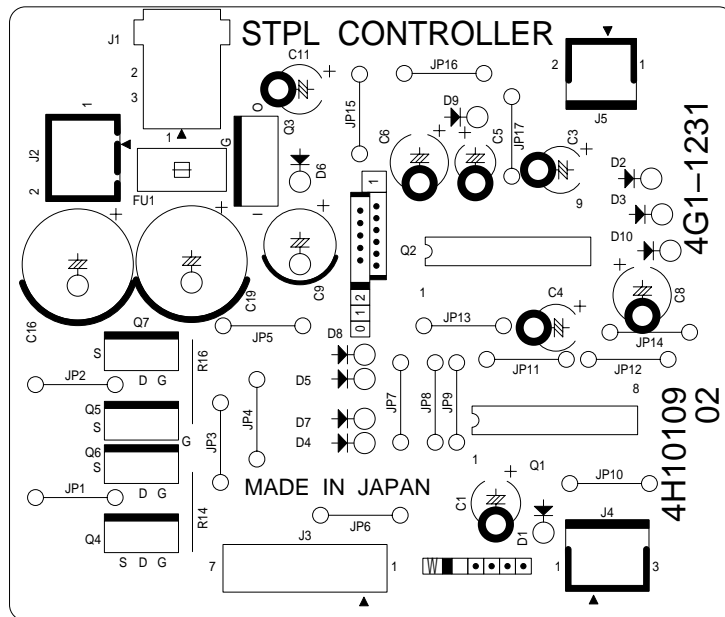 STPL CONTROLLER
J1
2
3
1
C11
JP16
2
1
J5
O
Q3
G
I
JP15
D9
C6
C5
JP17
C3
9
1
J2
2
FU1
D6
1
D2
D3
D10
4G1–1231
Q2
1
C16
C19
C9
2
1
0
C4
C8
Q7
S
D G
R16
JP5
D8
JP13
JP14
JP2
D5
JP11
JP12
Q5
S
G
JP3
JP4
D7
D4
JP7
JP8
JP9
8
1
4H10109
02
Q6
S
D G
JP1
R14
MADE IN JAPAN
C1
Q1
D1
JP10
Q4
S D G
JP6
J3
7
1
W
J4
1
3